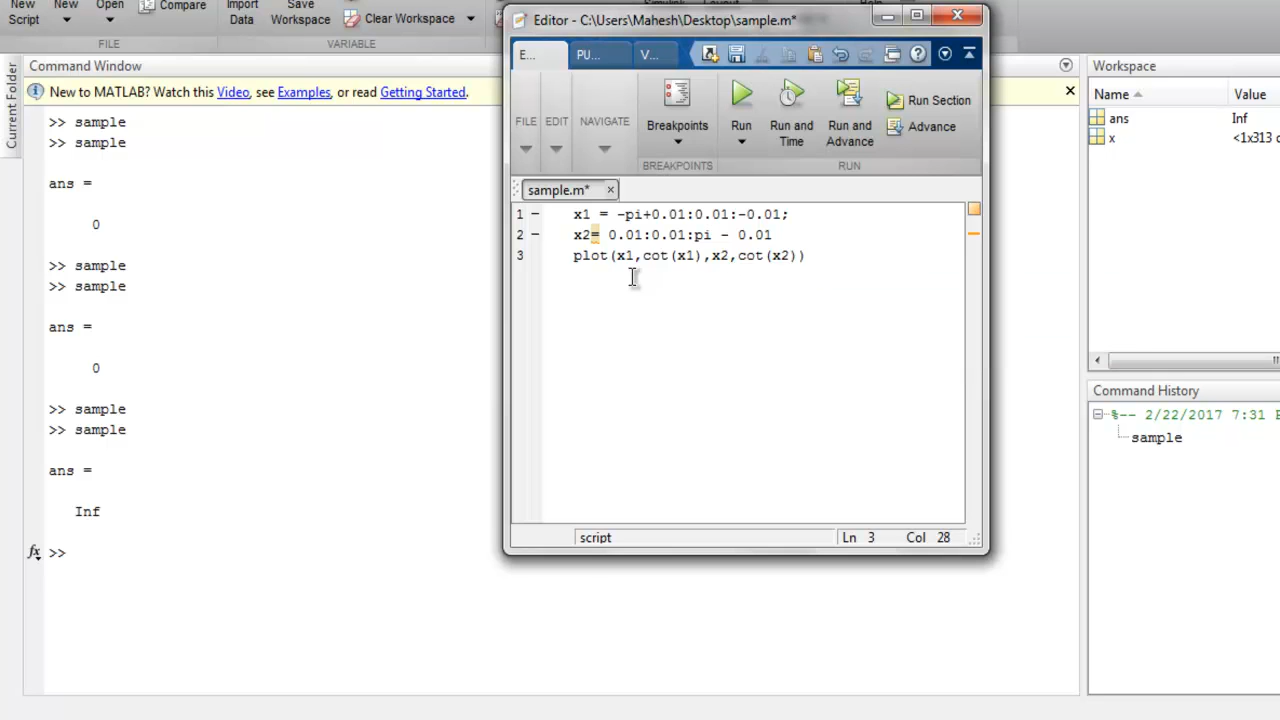 New
Script
New
Open
Compare
Import
Data
Save
Workspace
Clear Workspace
FILE
VARIABLE
Editor - C:\Users\Mahesh\Desktop\sample.m*
E...
PU...
V...
FILE
EDIT
NAVIGATE
Breakpoints
Run
Run and
Time
Run and
Advance
Run Section
Advance
BREAKPOINTS
RUN
sample.m*
1 - x1 = -pi+0.01:0.01:-0.01;
2 - x2= 0.01:0.01:pi - 0.01
3 plot(x1,cot(x1),x2,cot(x2))
script
Ln 3 Col 28
Current Folder
Command Window
New to MATLAB? Watch this Video, see Examples, or read Getting Started.
>> sample
>> sample
ans =
0
>> sample
>> sample
ans =
0
>> sample
>> sample
ans =
Inf
fx >>
Workspace
Name Value
ans Inf
x <1x313
Command History
%-- 2/22/2017 7:31
sample